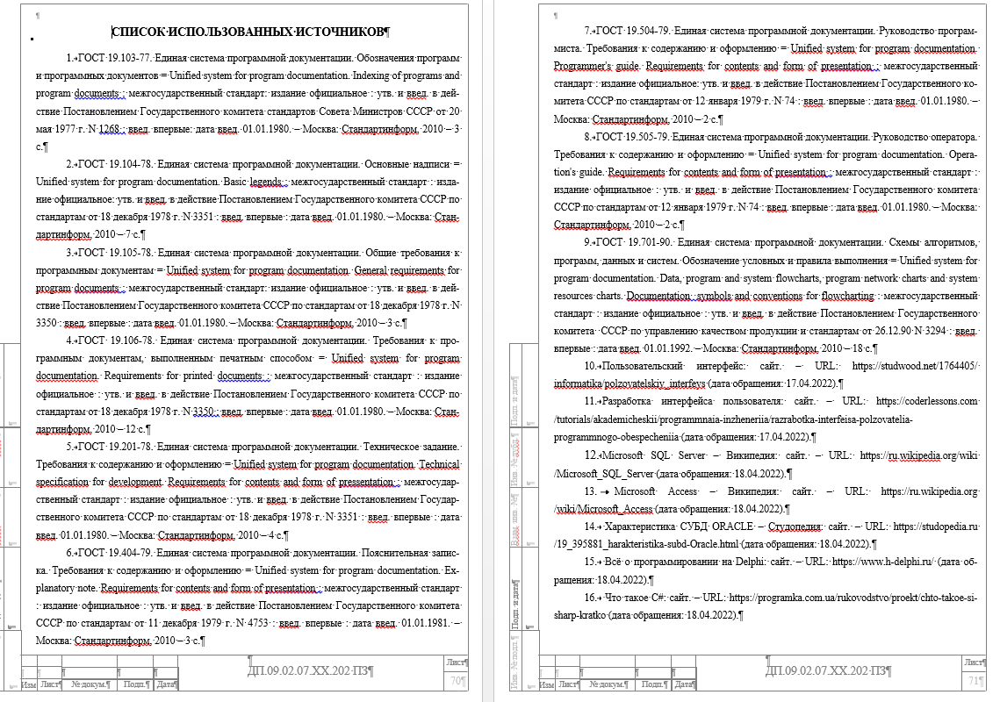 СПИСОК ИСПОЛЬЗОВАННЫХ ИСТОЧНИКОВ
1. ГОСТ 19.103-77. Единая система программной документации. Обозначения программ
и программных документов = Unified system for program documentation. Indexing of programs and
program documents : межгосударственный стандарт : издание официальное : утв. и введ. в дей-
ствие Постановлением Государственного комитета стандартов Совета Министров СССР от 20
мая 1977 г. N 1268 : введ. впервые: дата введ. 01.01.1980. – Москва: Стандартинформ, 2010 – 3
с.
2. ГОСТ 19.104-78. Единая система программной документации. Основные надписи =
Unified system for program documentation. Basic legends : межгосударственный стандарт : изда-
ние официальное: утв. и введ. в действие Постановлением Государственного комитета СССР по
стандартам от 18 декабря 1978 г. N 3351 : введ. впервые : дата введ. 01.01.1980. – Москва: Стан-
дартинформ, 2010 – 7 с.
3. ГОСТ 19.105-78. Единая система программной документации. Общие требования к
программным документам = Unified system for program documentation. General requirements for
program documents : межгосударственный стандарт: издание официальное : утв. и введ. в дей-
ствие Постановлением Государственного комитета СССР по стандартам от 18 декабря 1978 г. N
3350 : введ. впервые : дата введ. 01.01.1980. – Москва: Стандартинформ, 2010 – 3 с.
4. ГОСТ 19.106-78. Единая система программной документации. Требования к про-
граммным документам, выполненным печатным способом = Unified system for program
documentation. Requirements for printed documents : межгосударственный стандарт : издание
официальное : утв. и введ. в действие Постановлением Государственного комитета СССР по
стандартам от 18 декабря 1978 г. N 3350 : введ. впервые : дата введ. 01.01.1980. – Москва: Стан-
дартинформ, 2010 – 12 с.
5. ГОСТ 19.201-78. Единая система программной документации. Техническое задание.
Требования к содержанию и оформлению = Unified system for program documentation. Technical
specification for development. Requirements for contents and form of pressentation : межгосудар-
ственный стандарт : издание официальное : утв. и введ. в действие Постановлением Государ-
ственного комитета СССР по стандартам от 18 декабря 1978 г. N 3351 : введ. впервые : дата
введ. 01.01.1980. – Москва: Стандартинформ, 2010 – 4 с.
6. ГОСТ 19.404-79. Единая система программной документации. Пояснительная запис-
ка. Требования к содержанию и оформлению = Unified system for program documentation. Ex-
planatory note. Requirements for contents and form of presentation : межгосударственный стандарт
: издание официальное : утв. и введ. в действие Постановлением Государственного комитета
СССР по стандартам от 11 декабря 1979 г. N 4753 : введ. впервые : дата введ. 01.01.1981. –
Москва: Стандартинформ, 2010 – 3 с.
ДП.09.02.07.ХХ.202 ПЗ
Лист
70
Изм Лист № докум. Подп. Дата
7. ГОСТ 19.504-79. Единая система программной документации. Руководство програм-
миста. Требования к содержанию и оформлению = Unified system for program documentation.
Programmer's guide. Requirements for contents and form of presentation : межгосударственный
стандарт : издание официальное: утв. и введ. в действие Постановлением Государственного ко-
митета СССР по стандартам от 12 января 1979 г. N 74 : введ. впервые : дата введ. 01.01.1980. –
Москва: Стандартинформ, 2010 – 2 с.
8. ГОСТ 19.505-79. Единая система программной документации. Руководство оператора.
Требования к содержанию и оформлению = Unified system for program documentation. Opera-
tion's guide. Requirements for contents and form of presentation : межгосударственный стандарт :
издание официальное : утв. и введ. в действие Постановлением Государственного комитета
СССР по стандартам от 12 января 1979 г. N 74 : введ. впервые : дата введ. 01.01.1980. – Москва:
Стандартинформ, 2010 – 2 с.
9. ГОСТ 19.701-90. Единая система программной документации. Схемы алгоритмов,
программ, данных и систем. Обозначение условных и правила выполнения = Unified system for
program documentation. Data, program and system flowcharts, program network charts and system
resources charts. Documentation symbols and conventions for flowcharting : межгосударственный
стандарт : издание официальное : утв. и введ. в действие Постановлением Государственного
комитета СССР по управлению качеством продукции и стандартам от 26.12.90 N 3294 : введ.
впервые : дата введ. 01.01.1992. – Москва: Стандартинформ, 2010 – 18 с.
10. Пользовательский интерфейс: сайт. – URL: https://studwood.net/1764405/
informatika/polzovatelskiy_interfeys (дата обращения: 17.04.2022).
11. Разработка интерфейса пользователя: сайт. – URL: https://coderlessons.com
/tutorials/akademicheskii/programmnaia-inzheneriia/razrabotka-interfeisa-polzovatelia-
programmnogo-obespecheniia (дата обращения: 17.04.2022).
12. Microsoft SQL Server – Википедия: сайт. – URL: https://ru.wikipedia.org/wiki
/Microsoft_SQL_Server (дата обращения: 18.04.2022).
13. Microsoft Access – Википедия: сайт. – URL: https://ru.wikipedia.org
/wiki/Microsoft_Access (дата обращения: 18.04.2022).
14. Характеристика СУБД ORACLE – Студопедия: сайт. – URL: https://studopedia.ru
/19_395881_harakteristika-subd-Oracle.html (дата обращения: 18.04.2022).
15. Всё о программировании на Delphi: сайт. – URL: https://www.h-delphi.ru/ (дата об-
ращения: 18.04.2022).
16. Что такое C#: сайт. – URL: https://programka.com.ua/rukovodstvo/proekt/chto-takoe-si-
sharp-kratko (дата обращения: 18.04.2022).
Подп. и дата
Инв. № дубл.
Взам. инв. №
Подп. и дата
Инв. № подп.
ДП.09.02.07.ХХ.202 ПЗ
Лист
71
Изм Лист № докум. Подп. Дата